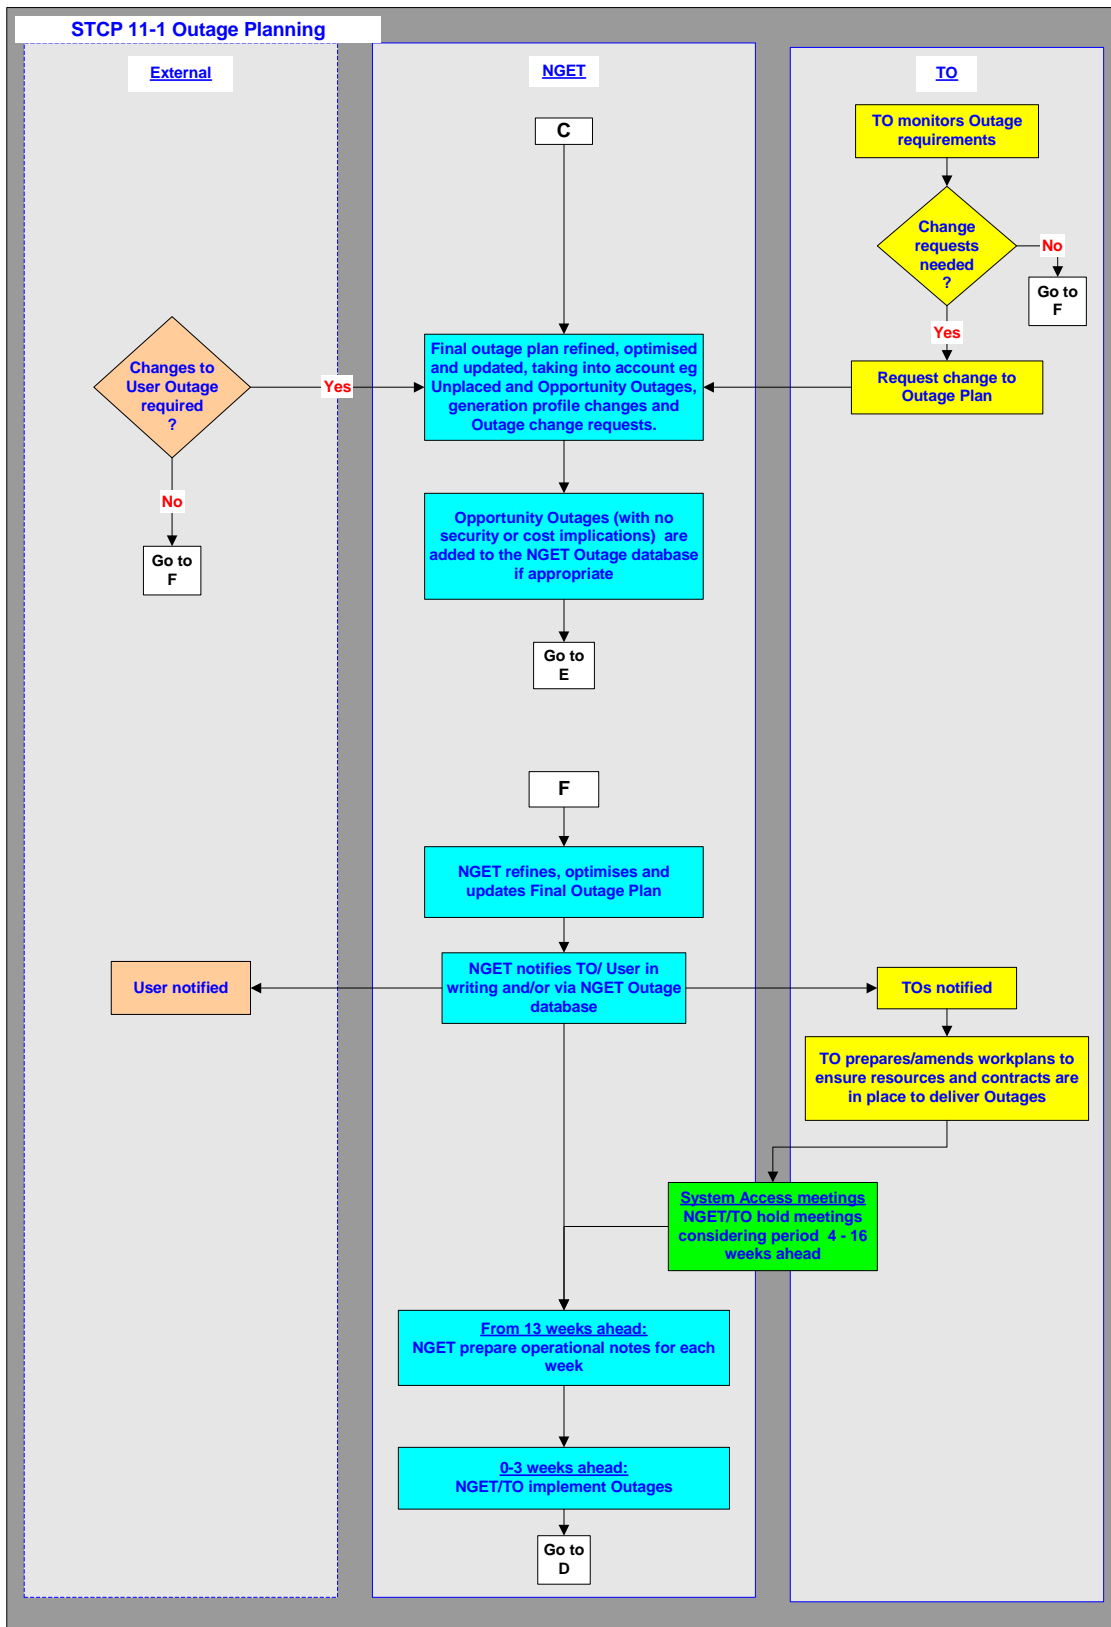 STCP 11-1 Outage Planning
External
NGET
TO
C
TO monitors Outage
requirements
Change
requests
needed
?
No
Go to
F
Yes
Request change to
Outage Plan
Changes to
User Outage
required
?
Yes
No
Go to
F
Final outage plan refined, optimised
and updated, taking into account eg
Unplaced and Opportunity Outages,
generation profile changes and
Outage change requests.
Opportunity Outages (with no
security or cost implications) are
added to the NGET Outage database
if appropriate
Go to
E
F
NGET refines, optimises and
updates Final Outage Plan
NGET notifies TO/ User in
writing and/or via NGET Outage
database
User notified
TOs notified
TO prepares/amends workplans to
ensure resources and contracts are
in place to deliver Outages
System Access meetings
NGET/TO hold meetings
considering period 4 - 16
weeks ahead
From 13 weeks ahead:
NGET prepare operational notes for each
week
0-3 weeks ahead:
NGET/TO implement Outages
Go to
D